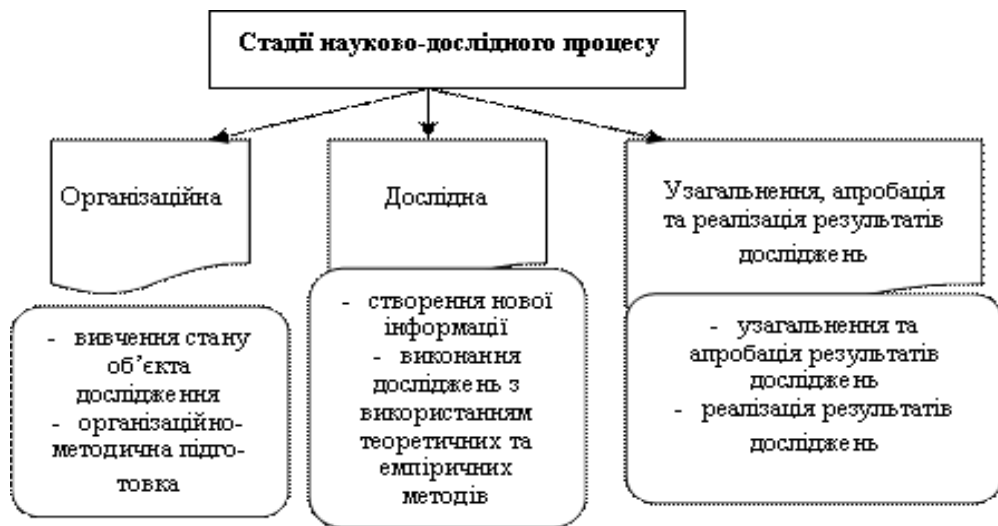 Стадії науково-дослідного процесу
Організаційна
- вивчення стану
об’єкта
дослідження
- організаційно-
методична підго-
товка
Дослідна
- створення нової
інформації
- виконання
досліджень з
використанням
теоретичних та
емпіричних
методів
Узагальнення, апробація
та реалізація результатів
досліджень
- узагальнення та
апробація результатів
досліджень
- реалізація результатів
досліджень